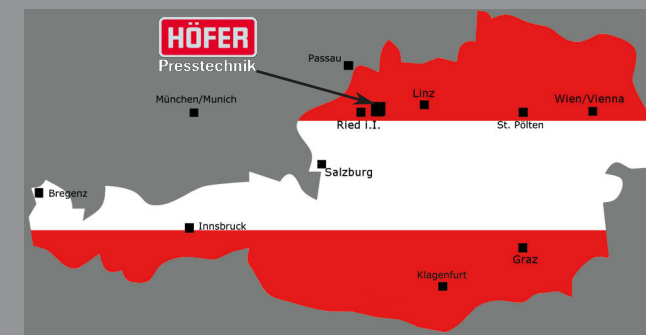 HÖFER
Presstechnik
Passau
München/Munich
Linz
Wien/Vienna
Ried i.I.
St. Pölten
Salzburg
Bregenz
Innsbruck
Graz
Klagenfurt